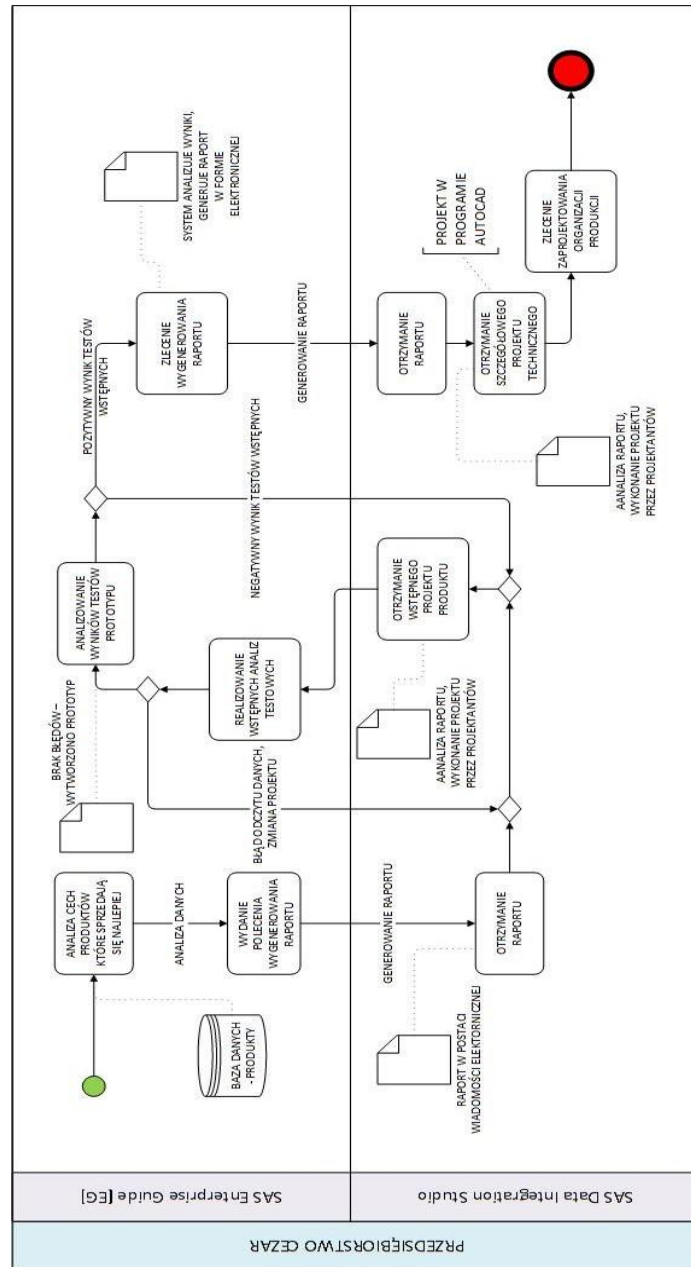 PRZEDSIĘBIORSTWO CEZAR
SAS Enterprise Guide [EG]
SAS Data Integration Studio
ANALIZA CECH
PRODUKTÓW
KTÓRE SPRZEDAJĄ
SIĘ NAJLEPIEJ
BAZA DANYCH
- PRODUKTY
ANALIZA DANYCH
WYDANIE
POLECENIA
WYGENEROWANIA
RAPORTU
GENEROWANIE RAPORTU
OTRZYMANIE
RAPORTU
RAPORT W POSTACI
WIADOMOŚCI ELEKTORNICZNEJ
BRAK BŁĘDÓW –
WYTWORZONO PROTOTYP
ANALIZOWANIE
WYNIKÓW TESTÓW
PROTOTYPU
REALIZOWANIE
WSTĘPNYCH ANALIZ
TESTOWYCH
BŁĄD ODCZYTU DANYCH,
ZMIANA PROJEKTU
OTRZYMANIE
WSTĘPNEGO
PROJEKTU
PRODUKTU
AANALIZA RAPORTU,
WYKONANIE PROJEKTU
PRZEZ PROJEKTANTÓW
NEGATYWNY WYNIK TESTÓW WSTĘPNYCH
POZYTYWNY WYNIK TESTÓW
WSTĘPNYCH
ZLECENIE
WYGENEROWANIA
RAPORTU
SYSTEM ANALIZUJE WYNIKI,
GENERUJE RAPORT
W FORMIE
ELEKTRONICZNEJ
GENEROWANIE RAPORTU
OTRZYMANIE
RAPORTU
OTRZYMANIE
SZCZEGÓŁOWEGO
PROJEKTU
TECHNICZNEGO
PROJEKT W
PROGRAMIE
AUTOCAD
AANALIZA RAPORTU,
WYKONANIE PROJEKTU
PRZEZ PROJEKTANTÓW
ZLECENIE
ZAPROJEKTOWANIA
ORGANIZACJI
PRODUKCJI